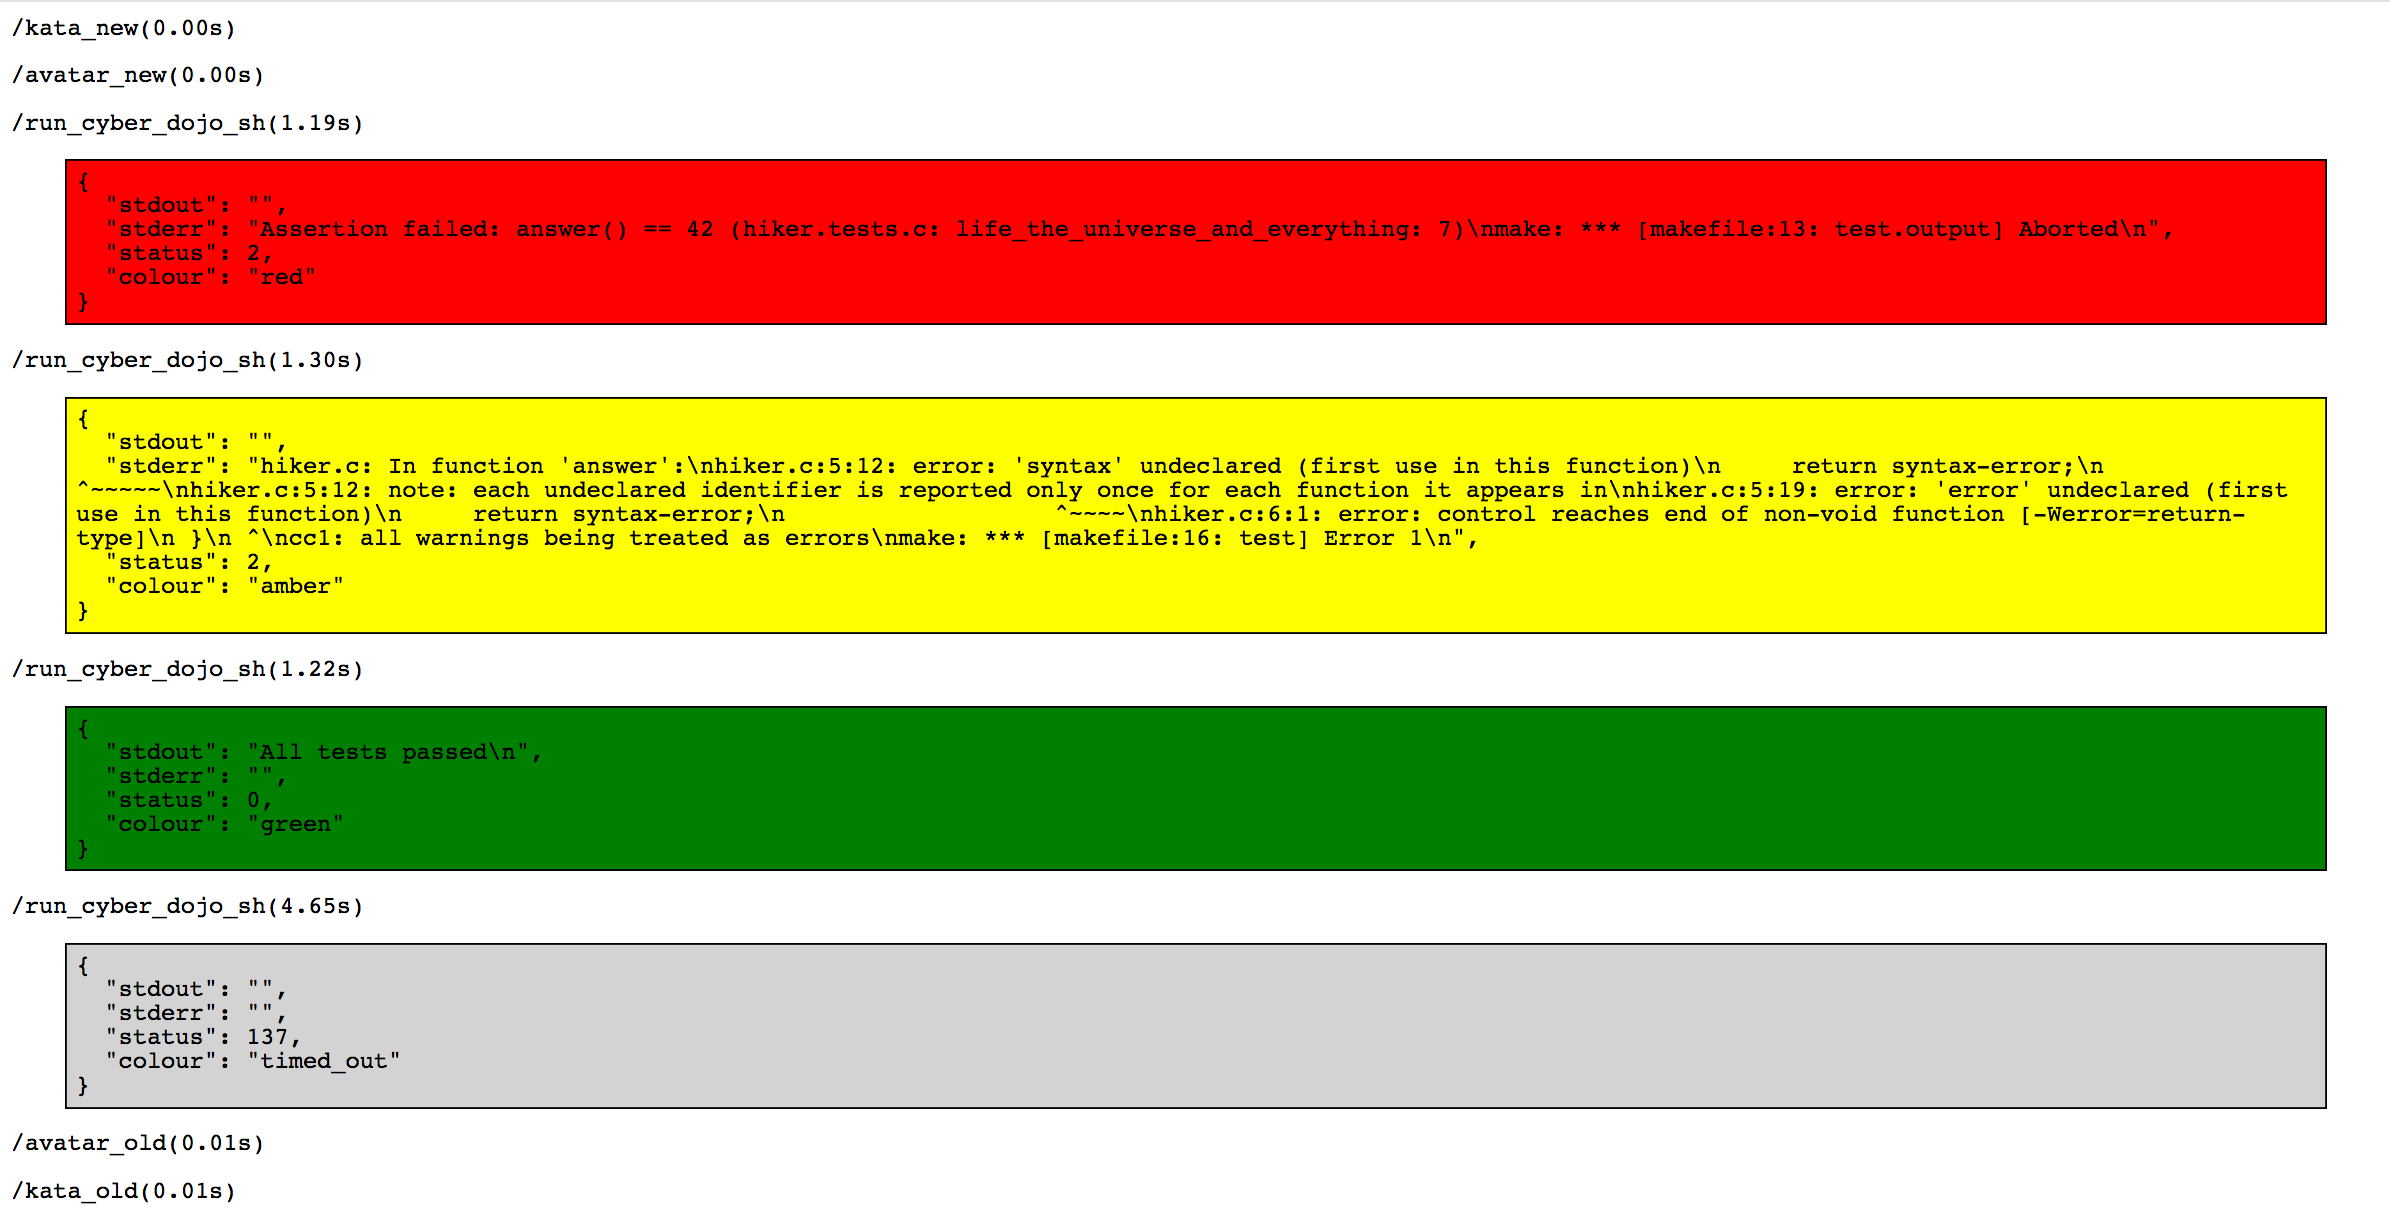 /kata_new(0.00s)
/avatar_new(0.00s)
/run_cyber_dojo_sh(1.19s)
{
  "stdout": "",
  "stderr": "Assertion failed: answer() == 42 (hiker.tests.c: life_the_universe_and_everything: 7)\nmake: *** [makefile:13: test.output] Aborted\n",
  "status": 2,
  "colour": "red"
}
/run_cyber_dojo_sh(1.30s)
{
  "stdout": "",
  "stderr": "hiker.c: In function 'answer':\nhiker.c:5:12: error: 'syntax' undeclared (first use in this function)\n     return syntax-error;\n
^~~~~~\nhiker.c:5:12: note: each undeclared identifier is reported only once for each function it appears in\nhiker.c:5:19: error: 'error' undeclared (first
use in this function)\n     return syntax-error;\n                   ^~~~~\nhiker.c:6:1: error: control reaches end of non-void function [-Werror=return-
type]\n }\n ^\ncc1: all warnings being treated as errors\nmake: *** [makefile:16: test] Error 1\n",
  "status": 2,
  "colour": "amber"
}
/run_cyber_dojo_sh(1.22s)
{
  "stdout": "All tests passed\n",
  "stderr": "",
  "status": 0,
  "colour": "green"
}
/run_cyber_dojo_sh(4.65s)
{
  "stdout": "",
  "stderr": "",
  "status": 137,
  "colour": "timed_out"
}
/avatar_old(0.01s)
/kata_old(0.01s)